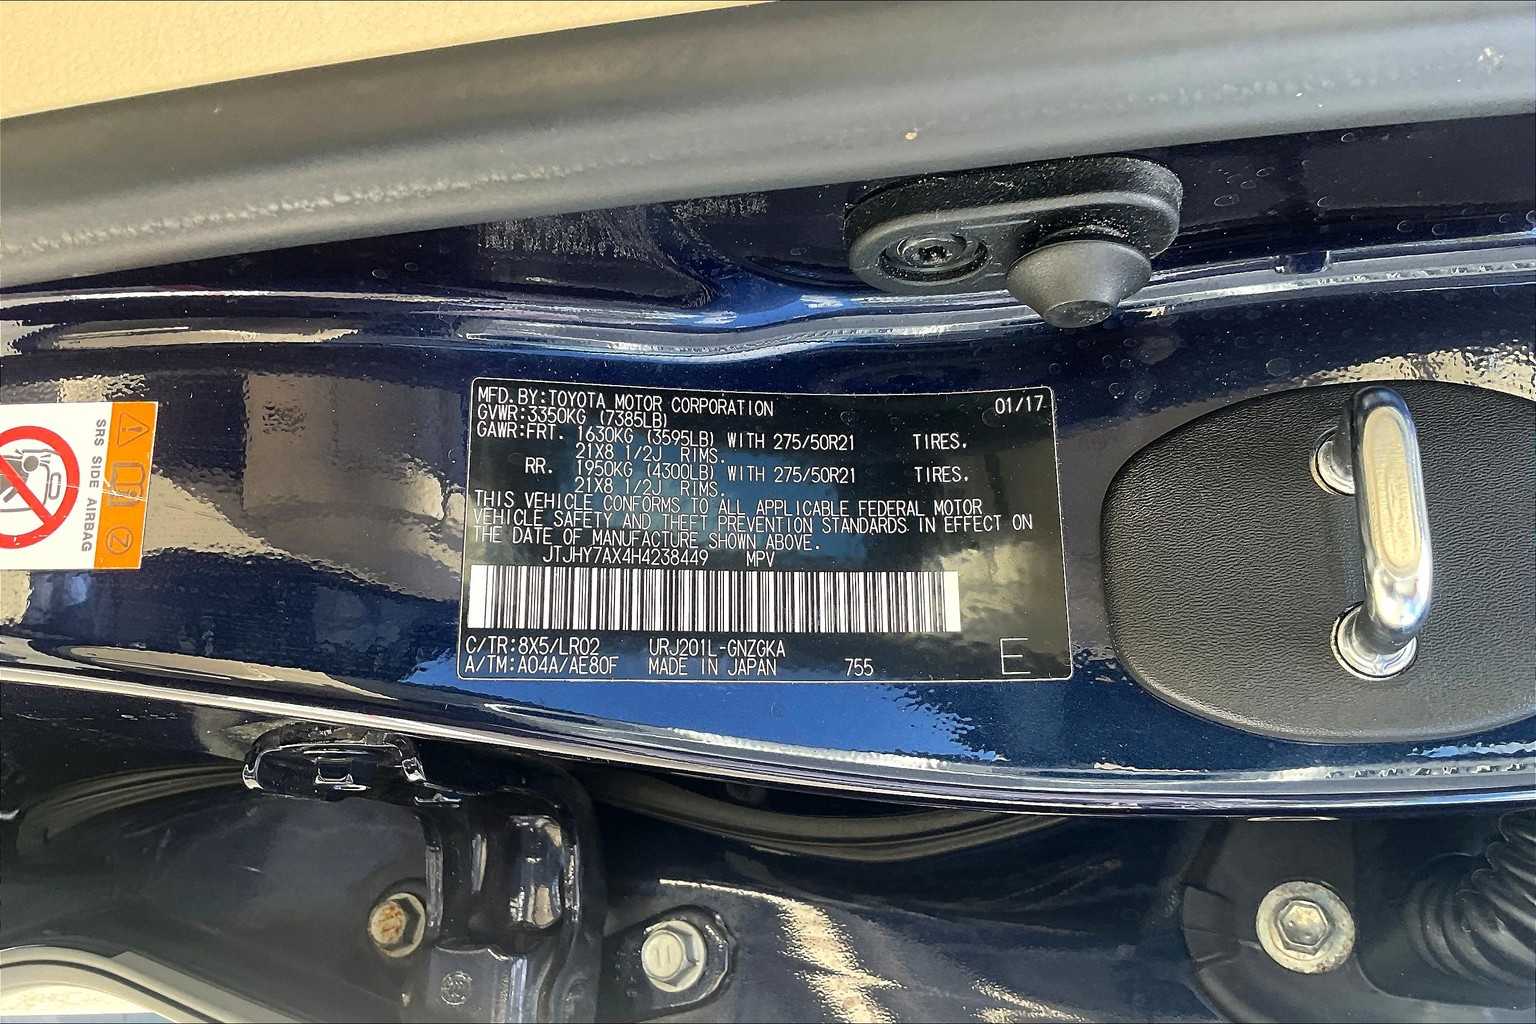 MFD. BY: TOYOTA MOTOR CORPORATION 01/17
GVWR: 3350KG (7385LB)
GAWR: FRT. 1630KG (3595LB) WITH 275/50R21 TIRES.
21X8 1/2J RIMS.
RR. 1950KG (4300LB) WITH 275/50R21 TIRES.
21X8 1/2J RIMS.
THIS VEHICLE CONFORMS TO ALL APPLICABLE FEDERAL MOTOR
VEHICLE SAFETY AND THEFT PREVENTION STANDARDS IN EFFECT ON
THE DATE OF MANUFACTURE SHOWN ABOVE.
JTJHY7AX4H4238449 MPV
C/TR: 8X5/LR02 URJ201L-GNZGKA
A/TM: A04A/AE80F MADE IN JAPAN 755 E
SRS SIDE AIRBAG